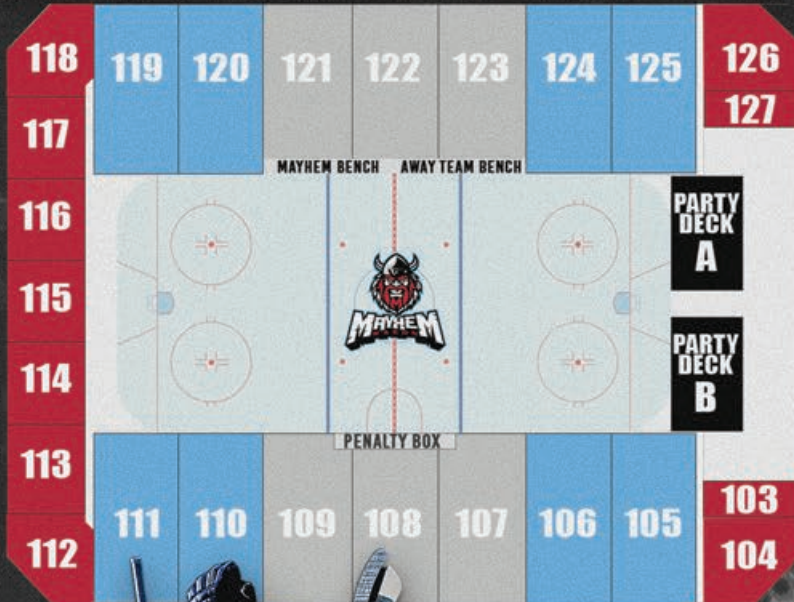 118
119
120
121
122
123
124
125
126
127
117
MAYHEM BENCH
AWAY TEAM BENCH
116
PARTY
DECK
A
115
MAYHEM
PARTY
DECK
B
114
PENALTY BOX
113
103
111
110
109
108
107
106
105
104
112